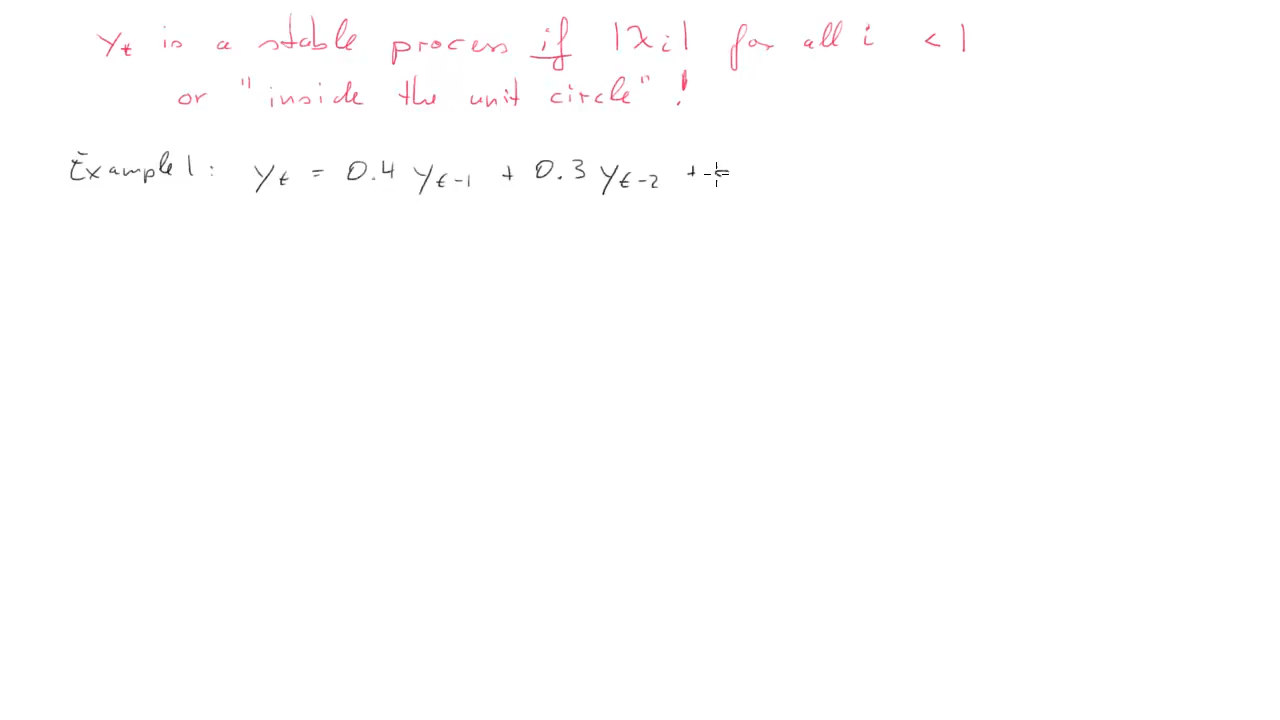 yₜ is a stable process if |λᵢ| for all i < 1
or "inside the unit circle"!
Example 1: yₜ = 0.4 yₜ₋₁ + 0.3 yₜ₋₂ +